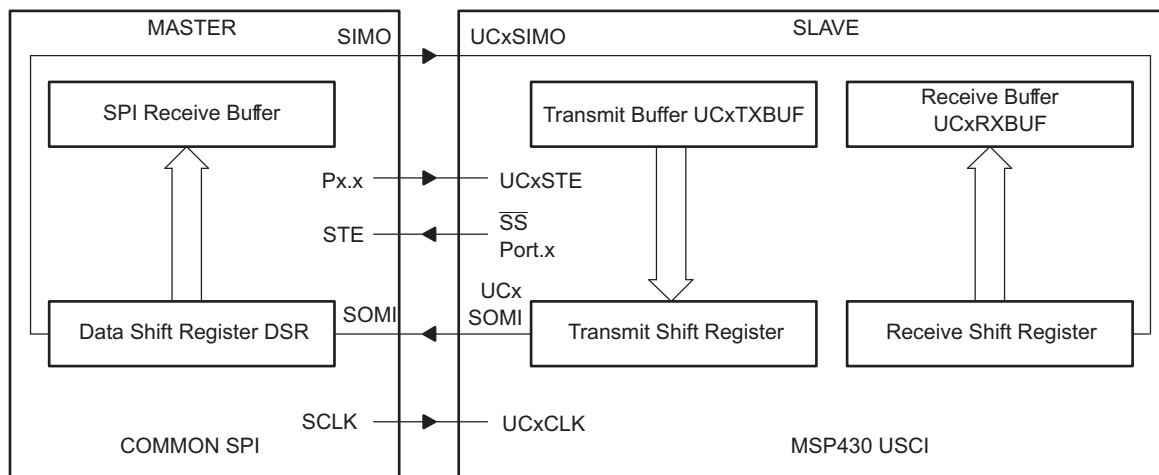 MASTER
SLAVE
SIMO
UCxSIMO
SPI Receive Buffer
Transmit Buffer UCxTXBUF
Receive Buffer
UCxRXBUF
Px.x
UCxSTE
STE
SS
Port.x
SOMI
UCx
SOMI
Data Shift Register DSR
Transmit Shift Register
Receive Shift Register
SCLK
UCxCLK
COMMON SPI
MSP430 USCI